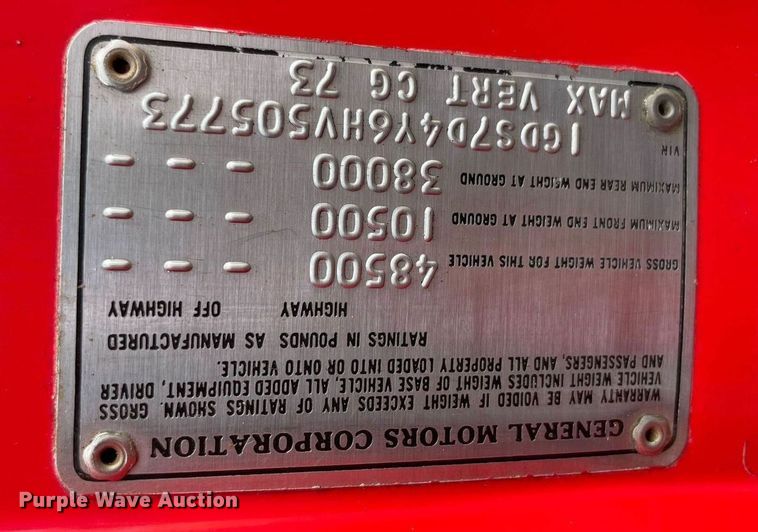 GENERAL MOTORS CORPORATION
WARRANTY MAY BE VOIDED IF WEIGHT EXCEEDS ANY OF RATINGS SHOWN. GROSS
VEHICLE WEIGHT INCLUDES WEIGHT OF BASE VEHICLE, ALL ADDED EQUIPMENT, DRIVER
AND PASSENGERS, AND ALL PROPERTY LOADED INTO OR ONTO VEHICLE.
RATINGS IN POUNDS AS MANUFACTURED
HIGHWAY OFF HIGHWAY
GROSS VEHICLE WEIGHT FOR THIS VEHICLE 48500 - - -
MAXIMUM FRONT END WEIGHT AT GROUND 10500 - - -
MAXIMUM REAR END WEIGHT AT GROUND 38000 - - -
VIN 1GDS7D4Y6HV505773
MAX VERT CG 73
Purple Wave Auction